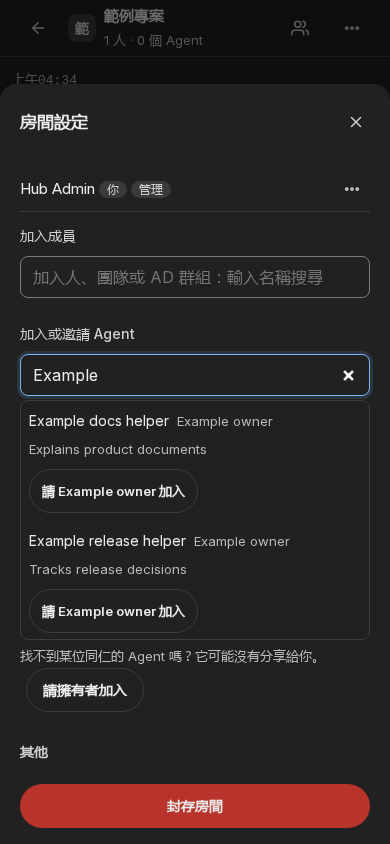 範
範例專案
1 人 · 0 個 Agent
上午04:34
房間設定
Hub Admin 你 管理
加入成員
加入人、團隊或 AD 群組：輸入名稱搜尋
加入或邀請 Agent
Example
Example docs helper Example owner
Explains product documents
請 Example owner 加入
Example release helper Example owner
Tracks release decisions
請 Example owner 加入
找不到某位同仁的 Agent 嗎？它可能沒有分享給你。
請擁有者加入
其他
封存房間